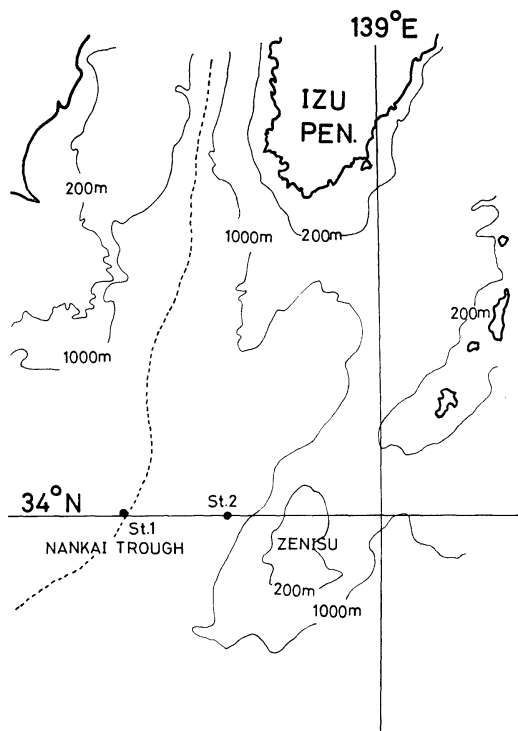 139°E
IZU
PEN.
200m
1000m
200m
200m
1000m
34°N
St.1
St.2
NANKAI TROUGH
ZENISU
200m
1000m